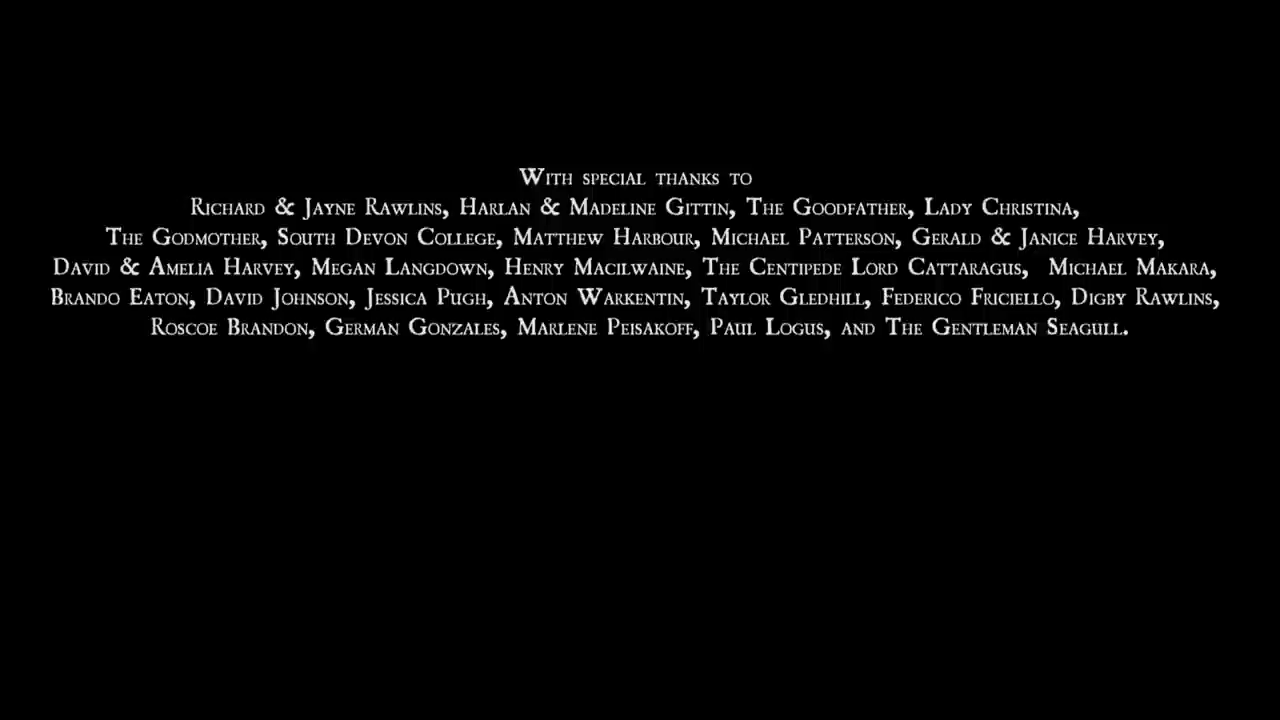 With special thanks to
Richard & Jayne Rawlins, Harlan & Madeline Gittin, The Goodfather, Lady Christina,
The Godmother, South Devon College, Matthew Harbour, Michael Patterson, Gerald & Janice Harvey,
David & Amelia Harvey, Megan Langdown, Henry Macilwaine, The Centipede Lord Cattaragus, Michael Makara,
Brando Eaton, David Johnson, Jessica Pugh, Anton Warkentin, Taylor Gledhill, Federico Friciello, Digby Rawlins,
Roscoe Brandon, German Gonzales, Marlene Peisakoff, Paul Logus, and The Gentleman Seagull.